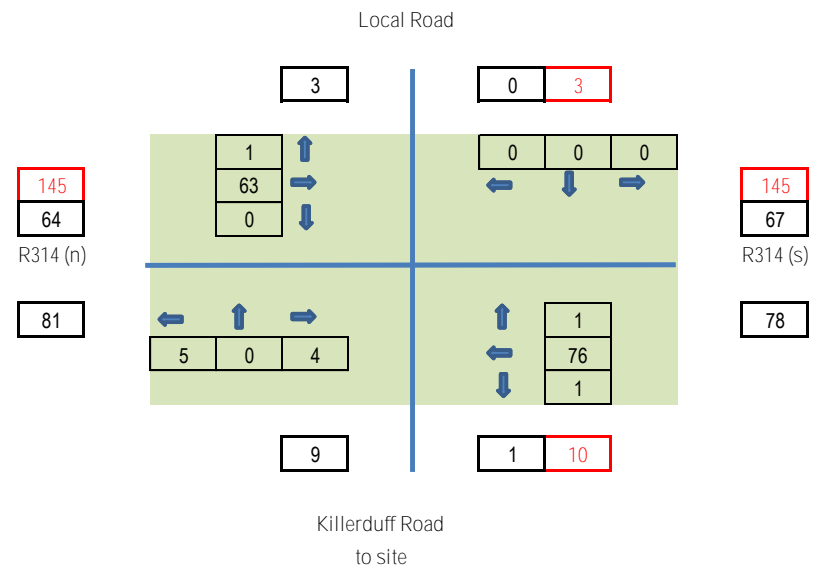 Local Road
3 0 3
1 0 0 0
145 63 145
64 0 67
R314 (n) R314 (s)
81 1 78
5 0 4 76
1
9 1 10
Killerduff Road
to site